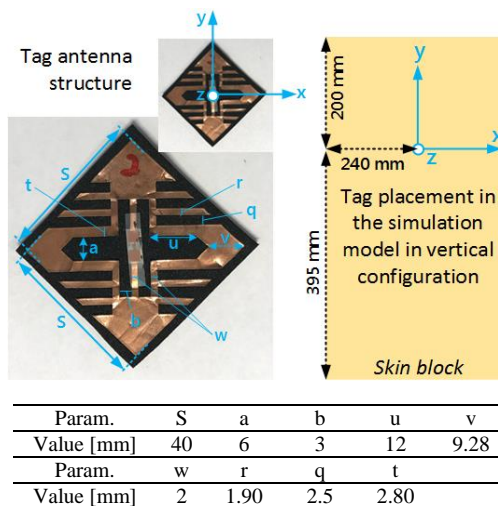 Tag antenna
structure
y
z
x
S
t
a
r
q
u
v
S
b
w
200 mm
y
x
z
240 mm
395 mm
Tag placement in
the simulation
model in vertical
configuration
Skin block
Param. S a b u v
Value [mm] 40 6 3 12 9.28
Param. w r q t
Value [mm] 2 1.90 2.5 2.80